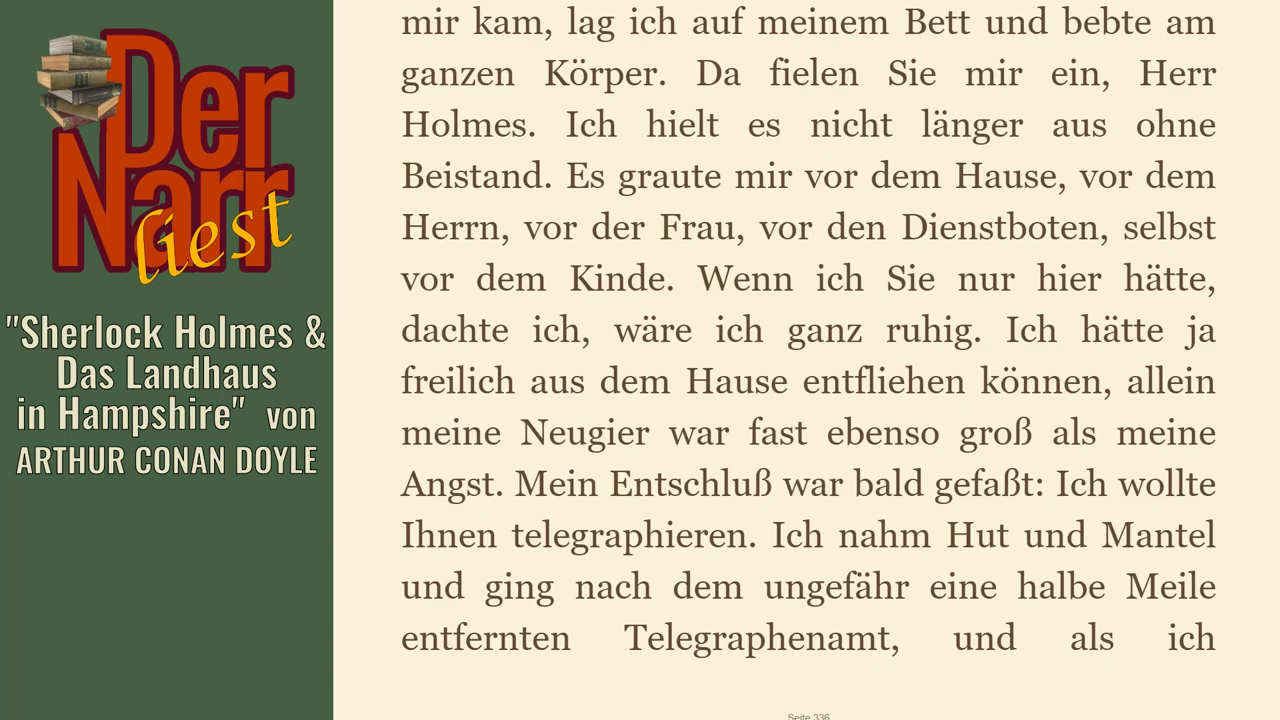 Der
Narr
liest
"Sherlock Holmes &
Das Landhaus
in Hampshire" von
ARTHUR CONAN DOYLE
mir kam, lag ich auf meinem Bett und bebte am
ganzen Körper. Da fielen Sie mir ein, Herr
Holmes. Ich hielt es nicht länger aus ohne
Beistand. Es graute mir vor dem Hause, vor dem
Herrn, vor der Frau, vor den Dienstboten, selbst
vor dem Kinde. Wenn ich Sie nur hier hätte,
dachte ich, wäre ich ganz ruhig. Ich hätte ja
freilich aus dem Hause entfliehen können, allein
meine Neugier war fast ebenso groß als meine
Angst. Mein Entschluß war bald gefaßt: Ich wollte
Ihnen telegraphieren. Ich nahm Hut und Mantel
und ging nach dem ungefähr eine halbe Meile
entfernten Telegraphenamt, und als ich
Seite 336